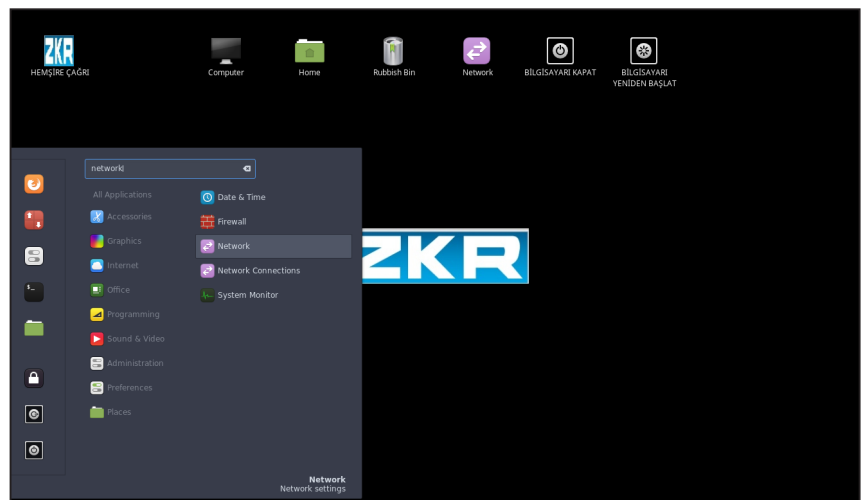 ZKR
HEMŞİRE ÇAĞRI
Computer
Home
Rubbish Bin
Network
BİLGİSAYARI KAPAT
BİLGİSAYARI
YENİDEN BAŞLAT
network
All Applications
Accessories
Graphics
Internet
Office
Programming
Sound & Video
Administration
Preferences
Places
Date & Time
Firewall
Network
Network Connections
System Monitor
ZKR
Network
Network settings